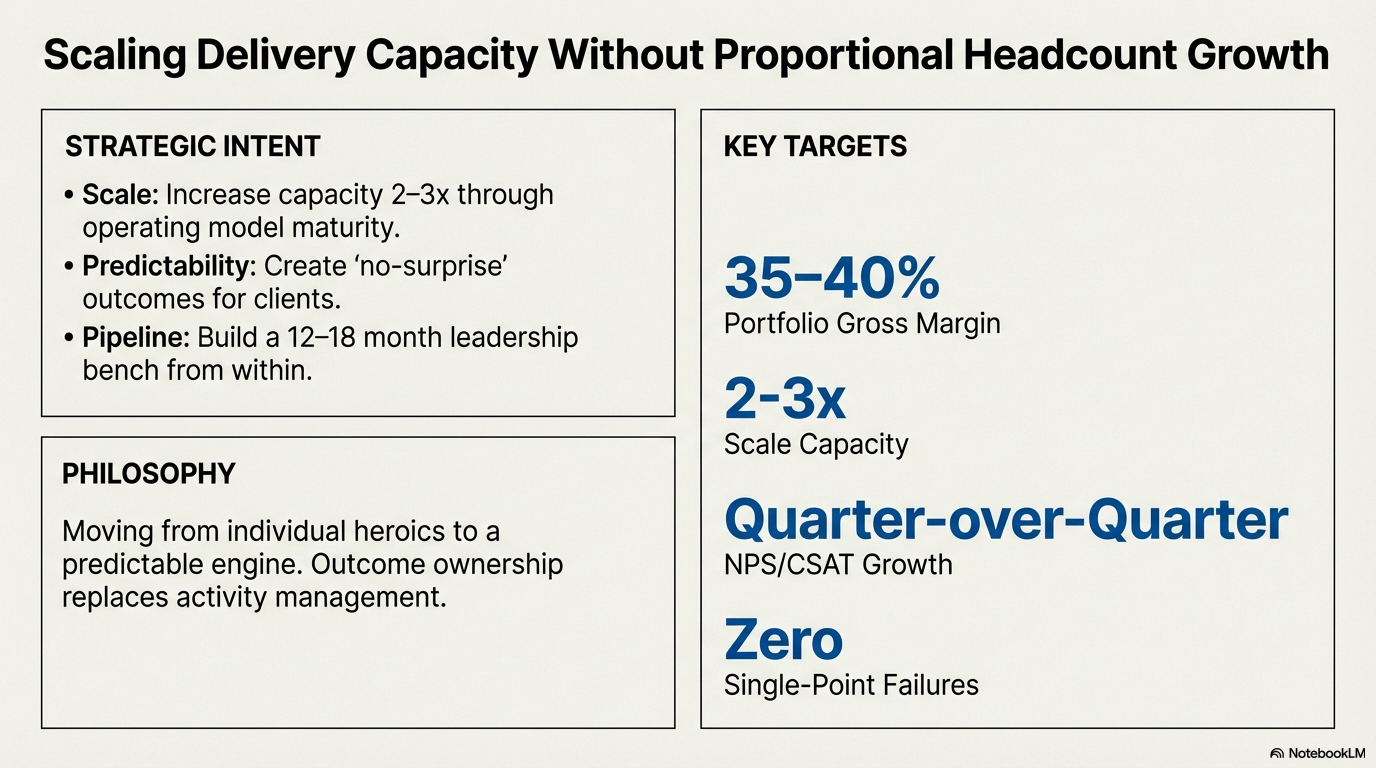 Scaling Delivery Capacity Without Proportional Headcount Growth
STRATEGIC INTENT
• Scale: Increase capacity 2–3x through
operating model maturity.
• Predictability: Create ‘no-surprise’
outcomes for clients.
• Pipeline: Build a 12–18 month leadership
bench from within.
PHILOSOPHY
Moving from individual heroics to a
predictable engine. Outcome ownership
replaces activity management.
KEY TARGETS
35–40%
Portfolio Gross Margin
2-3x
Scale Capacity
Quarter-over-Quarter
NPS/CSAT Growth
Zero
Single-Point Failures
NotebookLM